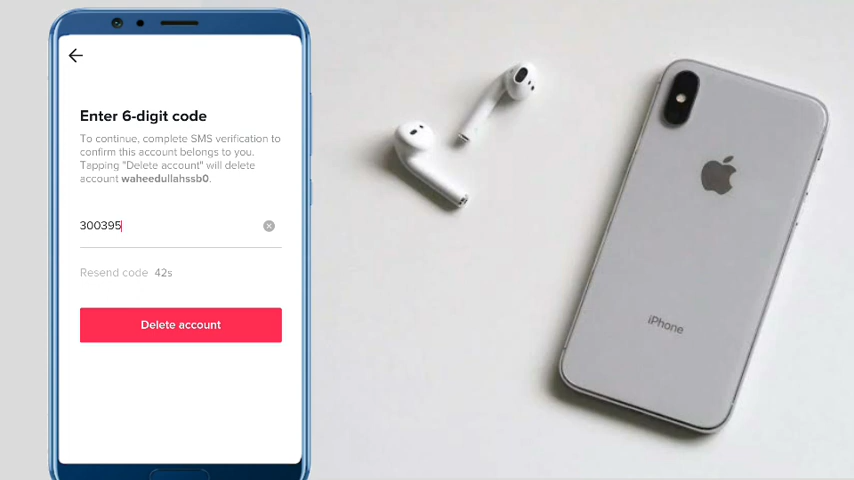 Enter 6-digit code
To continue, complete SMS verification to
confirm this account belongs to you.
Tapping "Delete account" will delete
account waheedullahssb0.
300395
Resend code 42s
Delete account
iPhone